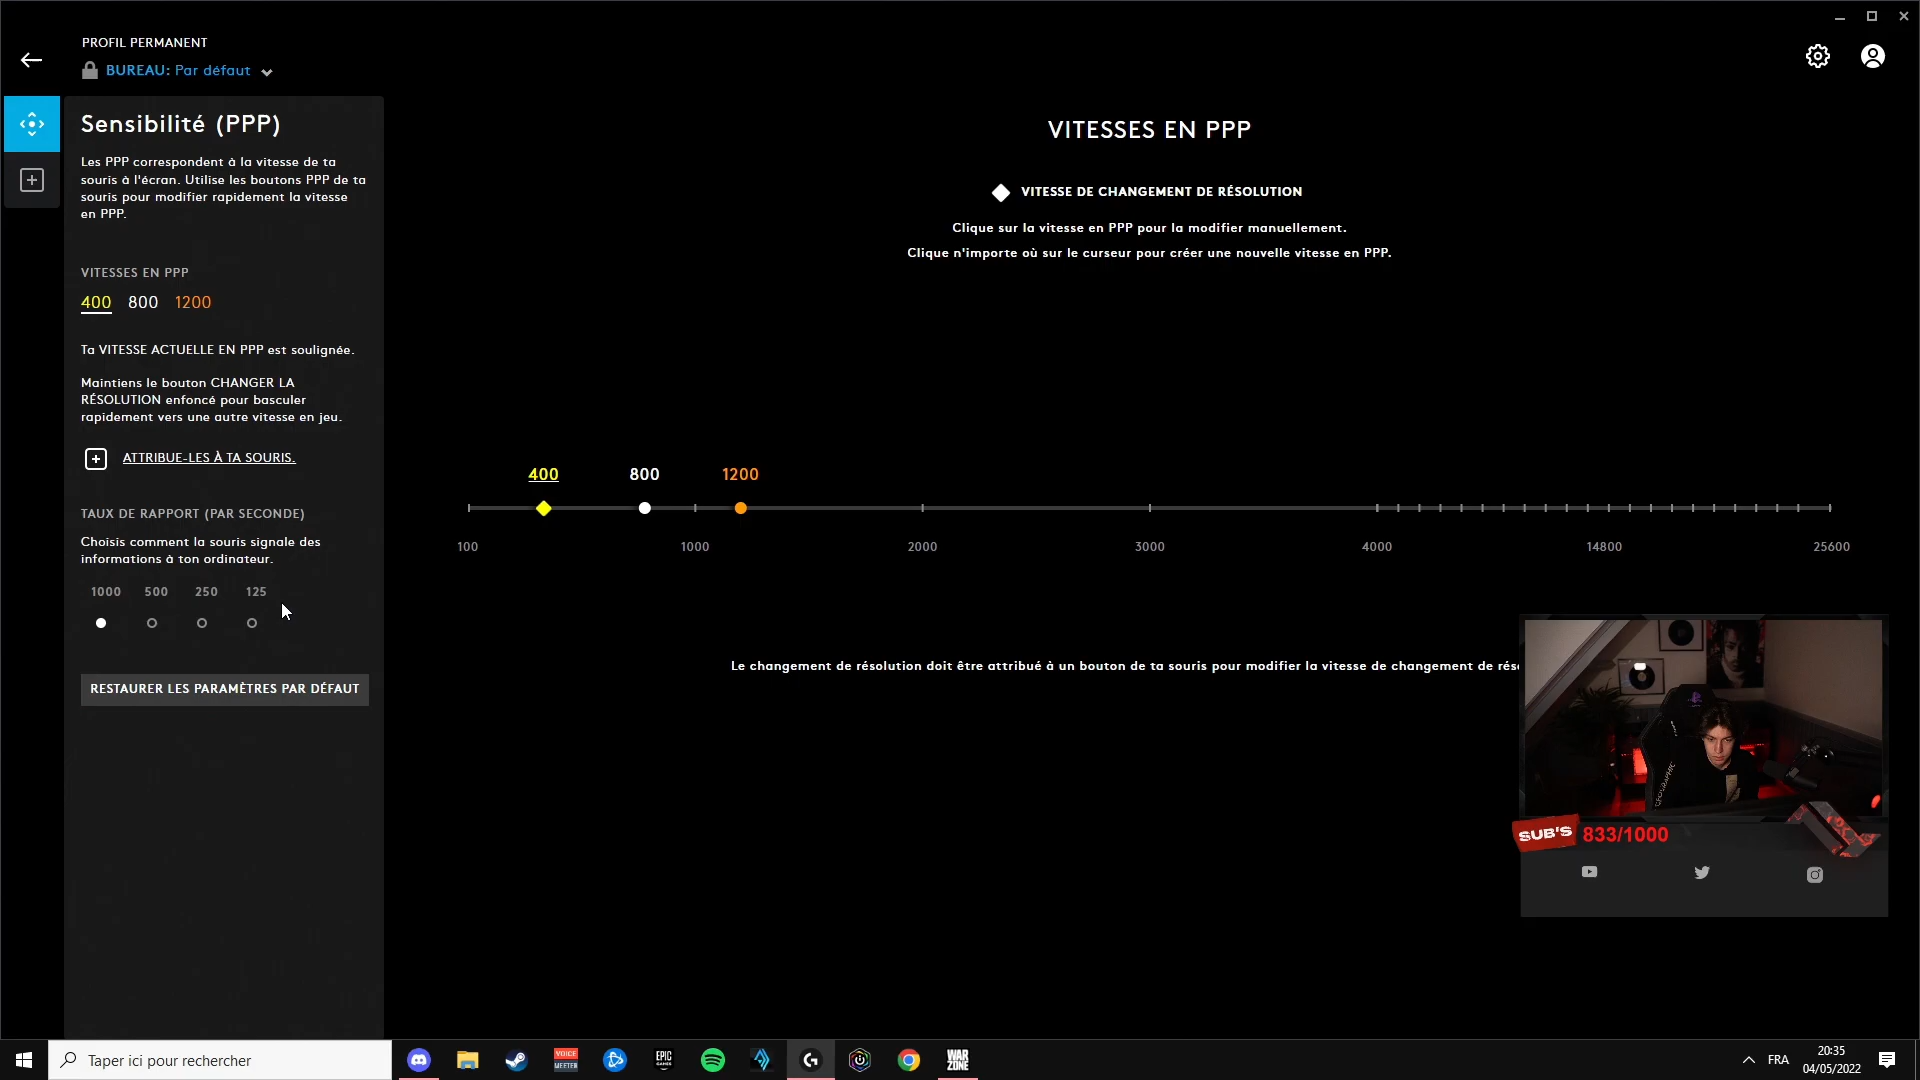 PROFIL PERMANENT
BUREAU: Par défaut
Sensibilité (PPP)
Les PPP correspondent à la vitesse de ta
souris à l'écran. Utilise les boutons PPP de ta
souris pour modifier rapidement la vitesse
en PPP.
VITESSES EN PPP
400 800 1200
Ta VITESSE ACTUELLE EN PPP est soulignée.
Maintiens le bouton CHANGER LA
RÉSOLUTION enfoncé pour basculer
rapidement vers une autre vitesse en jeu.
ATTRIBUE-LES À TA SOURIS.
TAUX DE RAPPORT (PAR SECONDE)
Choisis comment la souris signale des
informations à ton ordinateur.
1000 500 250 125
RESTAURER LES PARAMÈTRES PAR DÉFAUT
VITESSES EN PPP
VITESSE DE CHANGEMENT DE RÉSOLUTION
Clique sur la vitesse en PPP pour la modifier manuellement.
Clique n'importe où sur le curseur pour créer une nouvelle vitesse en PPP.
400 800 1200
100 1000 2000 3000 4000 14800 25600
Le changement de résolution doit être attribué à un bouton de ta souris pour modifier la vitesse de changement de rés
SUB'S 833/1000
Taper ici pour rechercher
VOICE
MEETER
EPIC
GAMES
WAR
ZONE
FRA
20:35
04/05/2022